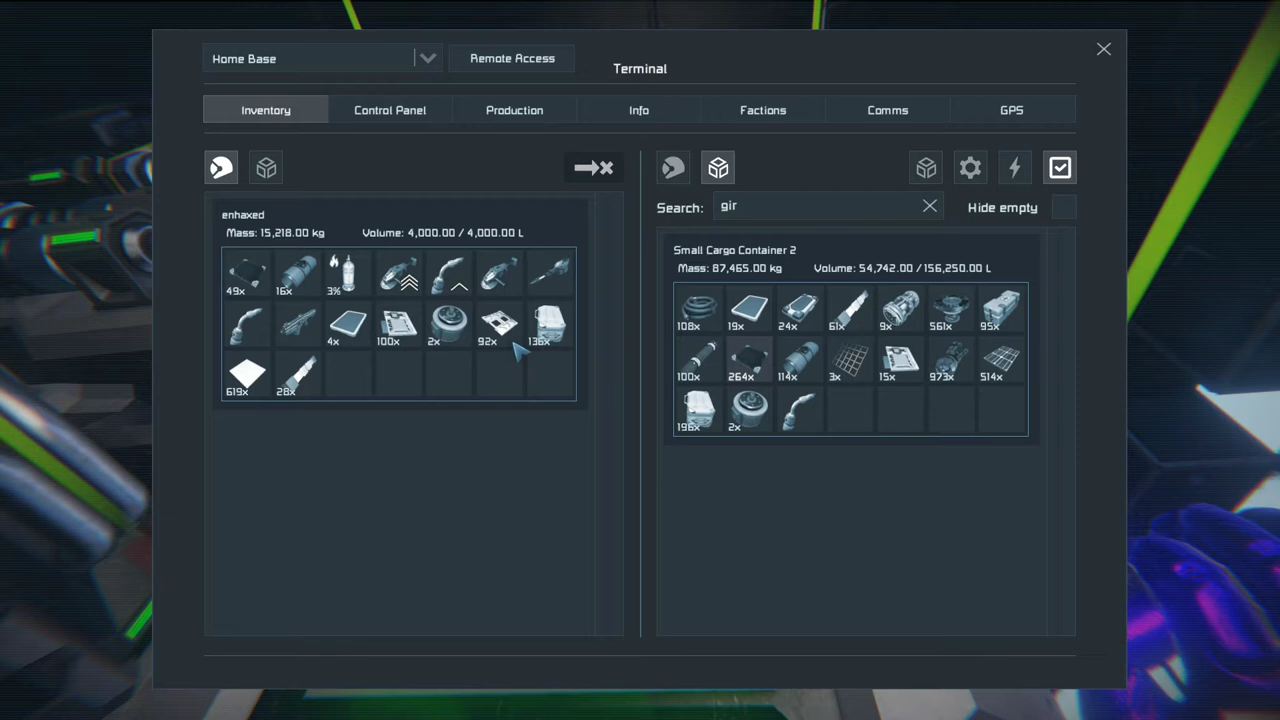 Home Base
Remote Access
Terminal
Inventory
Control Panel
Production
Info
Factions
Comms
GPS
enhaxed
Mass: 15,218.00 kg
Volume: 4,000.00 / 4,000.00 L
49x
16x
3%
4x
100x
2x
92x
136x
619x
28x
Search:
gir
Hide empty
Small Cargo Container 2
Mass: 87,465.00 kg
Volume: 54,742.00 /156,250.00 L
108x
19x
24x
61x
9x
561x
95x
100x
264x
114x
3x
15x
973x
514x
196x
2x